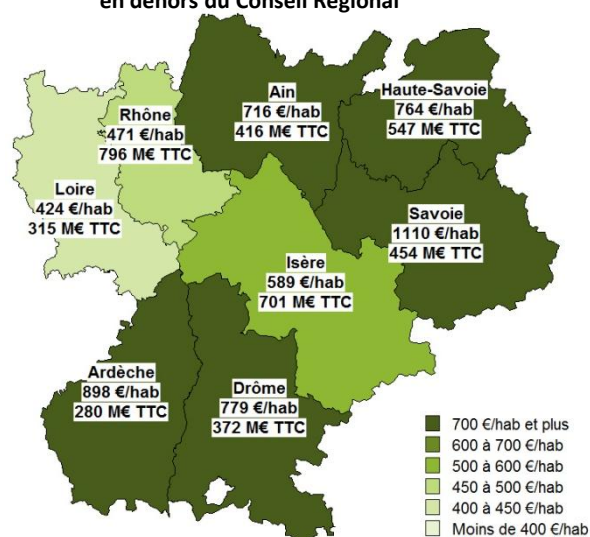 en dehors du Conseil Régional
Ain
716 €/hab
416 M€ TTC
Haute-Savoie
764 €/hab
547 M€ TTC
Rhône
471 €/hab
796 M€ TTC
Loire
424 €/hab
315 M€ TTC
Savoie
1110 €/hab
454 M€ TTC
Isère
589 €/hab
701 M€ TTC
Ardèche
898 €/hab
280 M€ TTC
Drôme
779 €/hab
372 M€ TTC
700 €/hab et plus
600 à 700 €/hab
500 à 600 €/hab
450 à 500 €/hab
400 à 450 €/hab
Moins de 400 €/hab